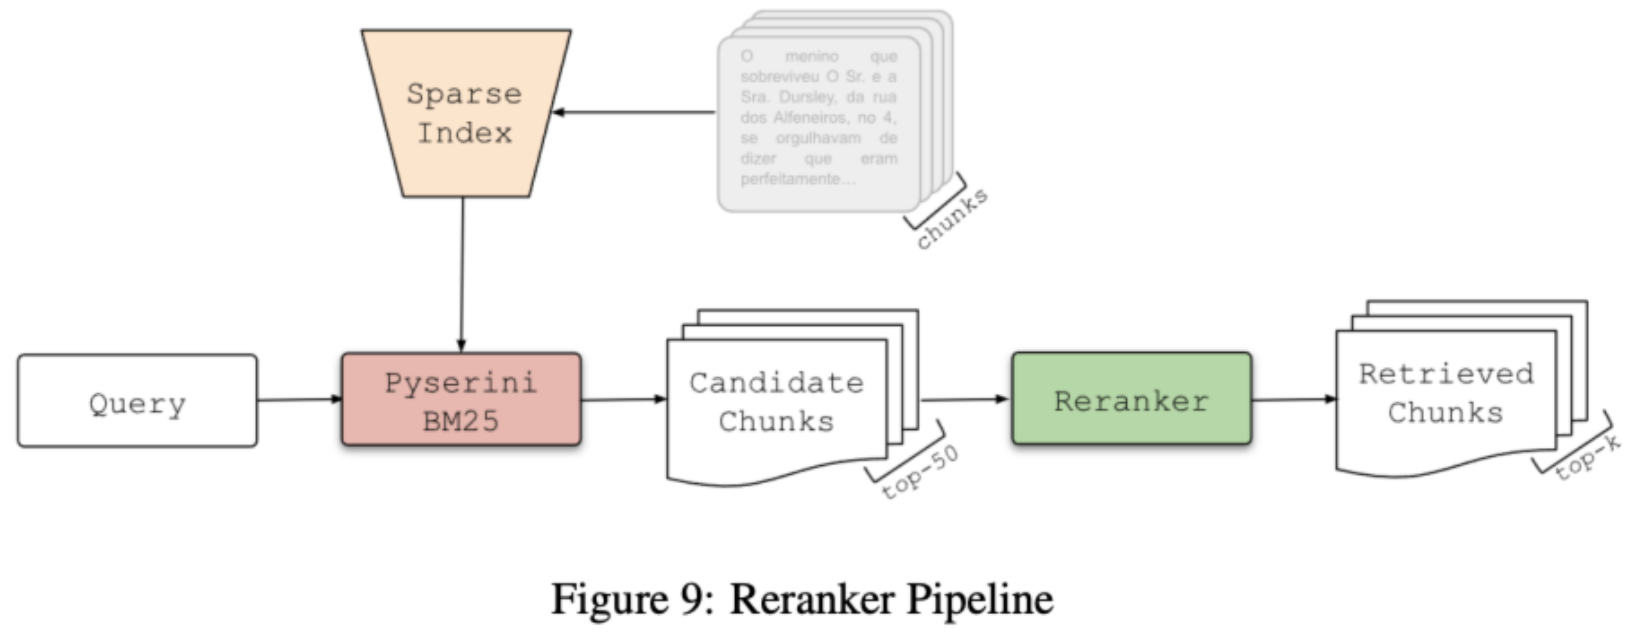 Sparse
Index
O menino que
sobreviveu O Sr. e a
Sra. Dursley, da rua
dos Alfeneiros, no 4,
se orgulhavam de
dizer que eram
perfeitamente...
chunks
Query
Pyserini
BM25
Candidate
Chunks
top-50
Reranker
Retrieved
Chunks
top-k
Figure 9: Reranker Pipeline